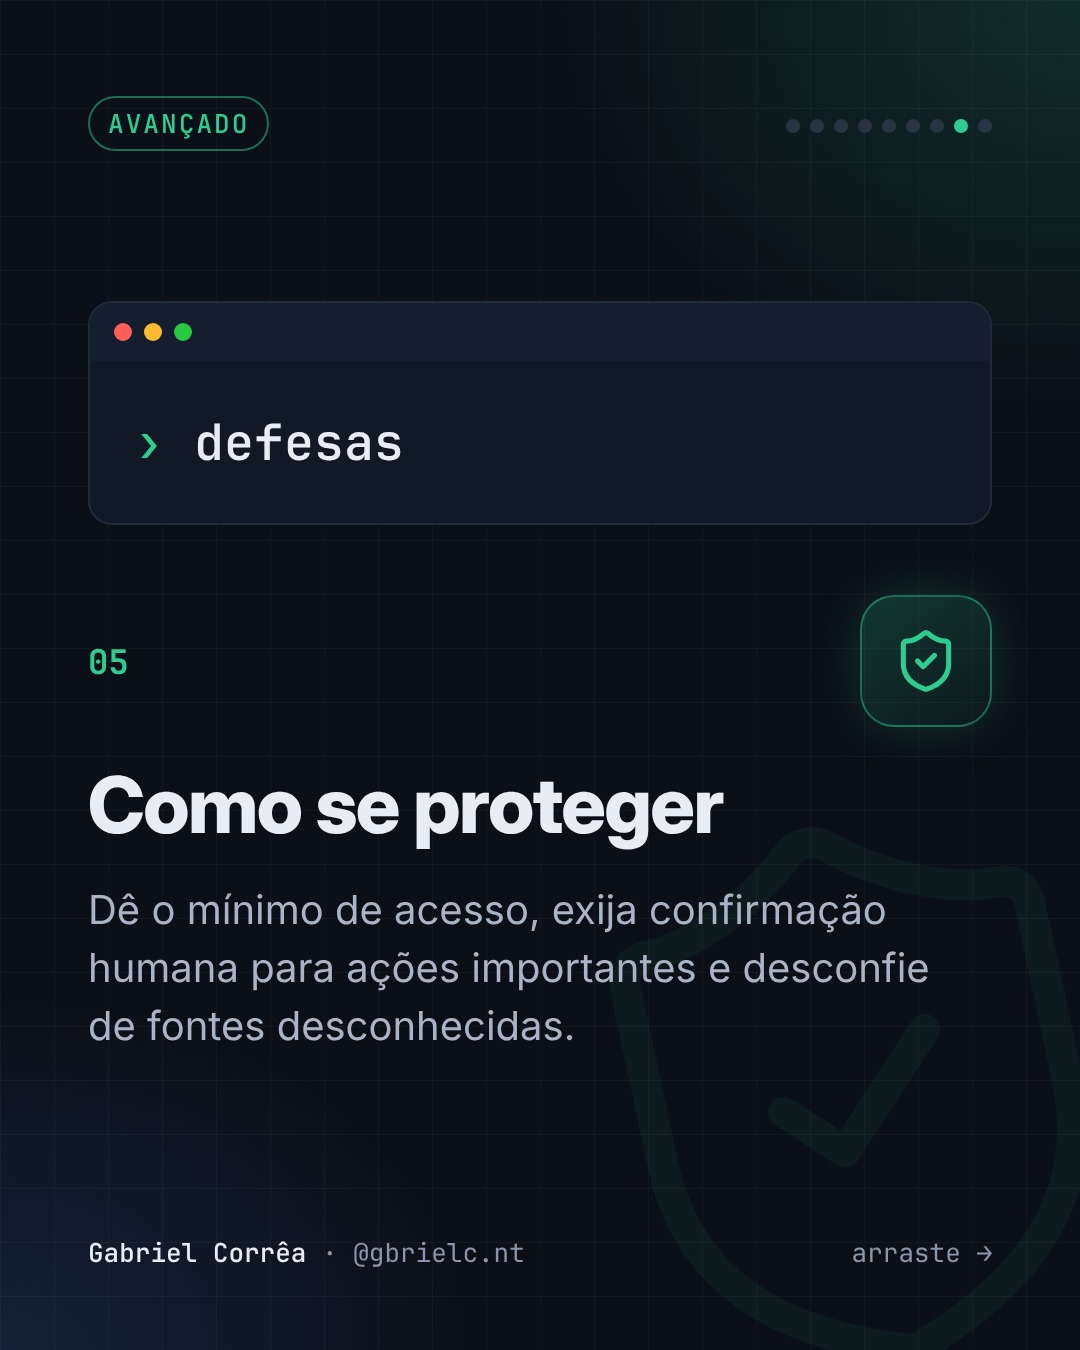 AVANÇADO
› defesas
05
Como se proteger
Dê o mínimo de acesso, exija confirmação
humana para ações importantes e desconfie
de fontes desconhecidas.
Gabriel Corrêa · @gbrielc.nt
arraste →